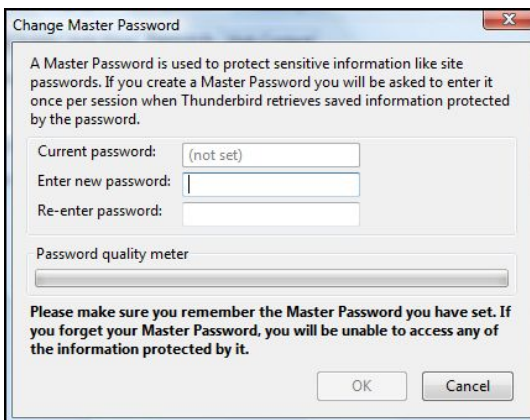 Change Master Password
A Master Password is used to protect sensitive information like site
passwords. If you create a Master Password you will be asked to enter it
once per session when Thunderbird retrieves saved information protected
by the password.
Current password: (not set)
Enter new password:
Re-enter password:
Password quality meter
Please make sure you remember the Master Password you have set. If
you forget your Master Password, you will be unable to access any of
the information protected by it.
OK Cancel